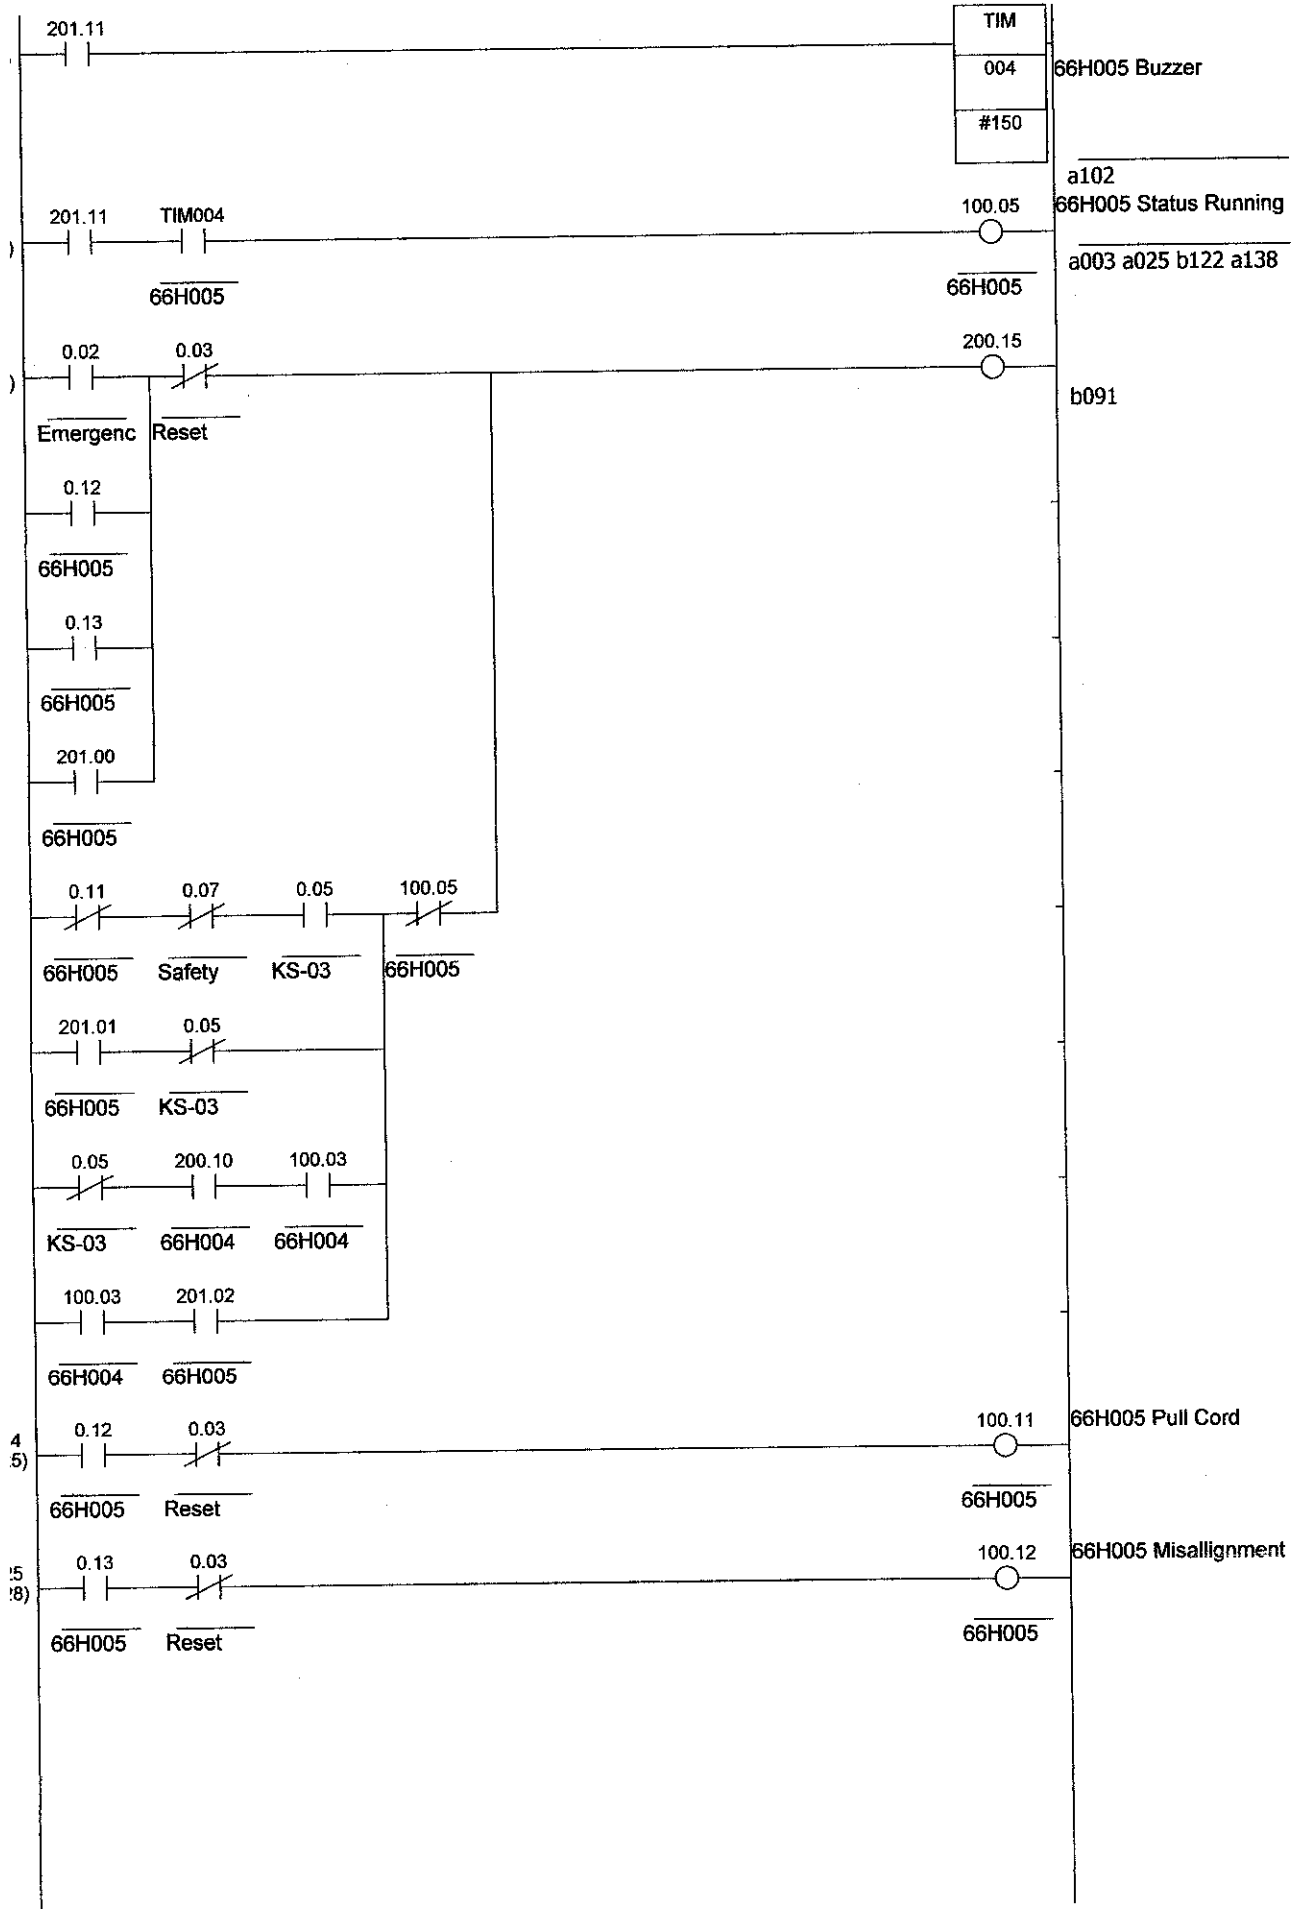 201.11
TIM
004
66H005 Buzzer
#150
a102
201.11 TIM004 100.05 66H005 Status Running
a003 a025 b122 a138
66H005 66H005
0.02 0.03 200.15
b091
Emergenc Reset
0.12
66H005
0.13
66H005
201.00
66H005
0.11 0.07 0.05 100.05
66H005 Safety KS-03 66H005
201.01 0.05
66H005 KS-03
0.05 200.10 100.03
KS-03 66H004 66H004
100.03 201.02
66H004 66H005
4 0.12 0.03 100.11 66H005 Pull Cord
5)
66H005 Reset 66H005
0.13 0.03 100.12 66H005 Misallignment
8)
66H005 Reset 66H005